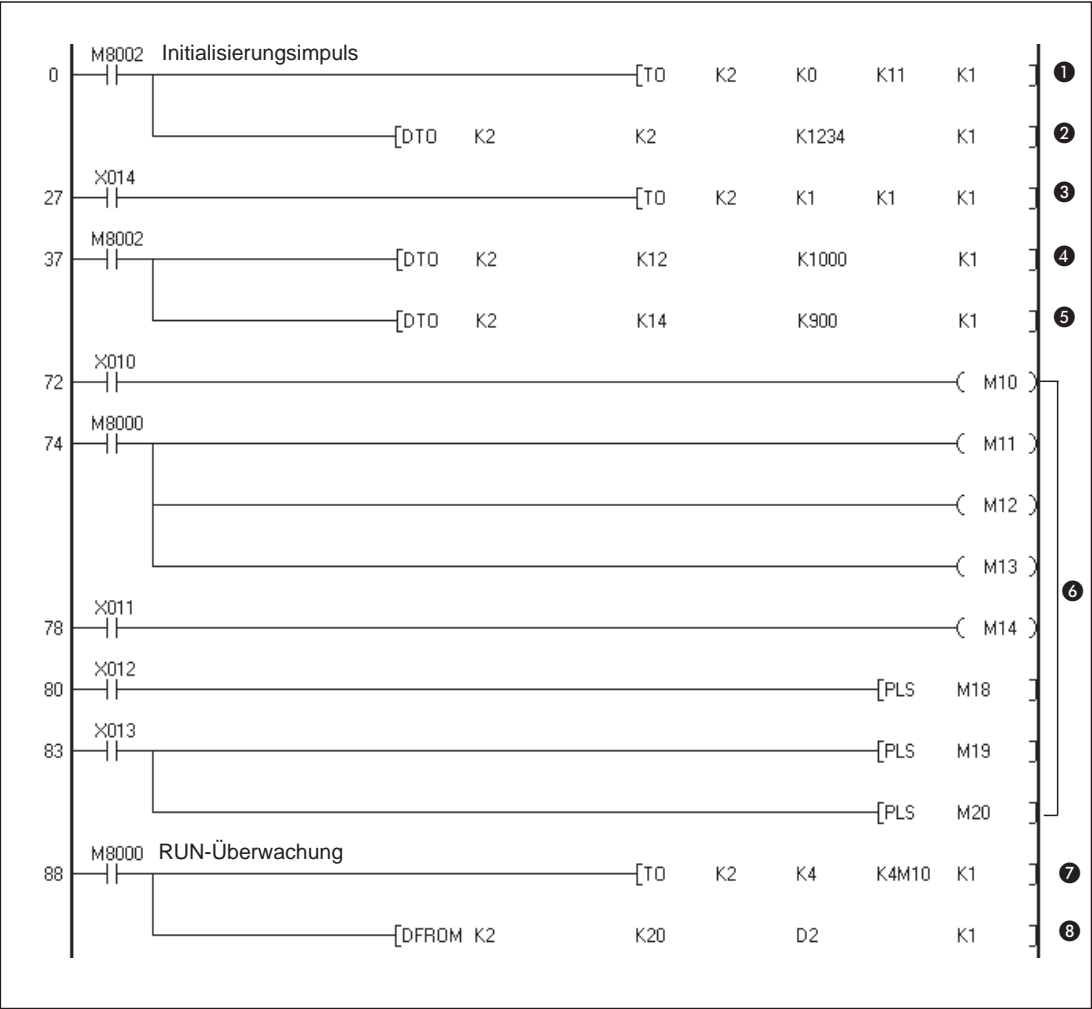 M8002 Initialisierungsimpuls
0 [TO K2 K0 K11 K1 ] ❶
[DTO K2 K2 K1234 K1 ] ❷
X014
27 [TO K2 K1 K1 K1 ] ❸
M8002
37 [DTO K2 K12 K1000 K1 ] ❹
[DTO K2 K14 K900 K1 ] ❺
X010
72 ( M10 )
M8000
74 ( M11 )
( M12 )
( M13 )
❻
X011
78 ( M14 )
X012
80 [PLS M18 ]
X013
83 [PLS M19 ]
[PLS M20 ]
M8000 RUN-Überwachung
88 [TO K2 K4 K4M10 K1 ] ❼
[DFROM K2 K20 D2 K1 ] ❽